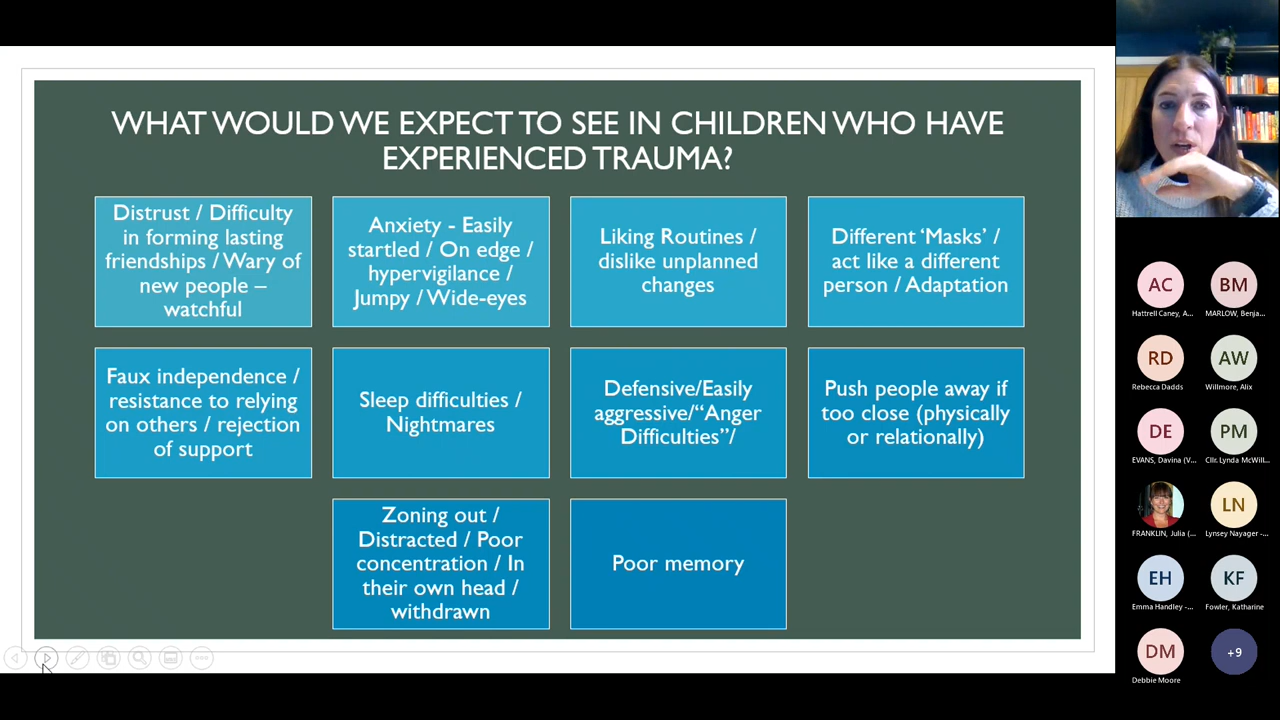 WHAT WOULD WE EXPECT TO SEE IN CHILDREN WHO HAVE
EXPERIENCED TRAUMA?
Distrust / Difficulty
in forming lasting
friendships / Wary of
new people –
watchful
Anxiety - Easily
startled / On edge /
hypervigilance /
Jumpy / Wide-eyes
Liking Routines /
dislike unplanned
changes
Different ‘Masks’ /
act like a different
person / Adaptation
Faux independence /
resistance to relying
on others / rejection
of support
Sleep difficulties /
Nightmares
Defensive/Easily
aggressive/“Anger
Difficulties”/
Push people away if
too close (physically
or relationally)
Zoning out /
Distracted / Poor
concentration / In
their own head /
withdrawn
Poor memory
AC
Hattrell Caney, A...
BM
MARLOW, Benja...
RD
Rebecca Dadds
AW
Willmore, Alix
DE
EVANS, Davina (V...
PM
Cllr. Lynda McWill...
FRANKLIN, Julia (...
LN
Lynsey Nayager -...
EH
Emma Handley -...
KF
Fowler, Katharine
DM
Debbie Moore
+9